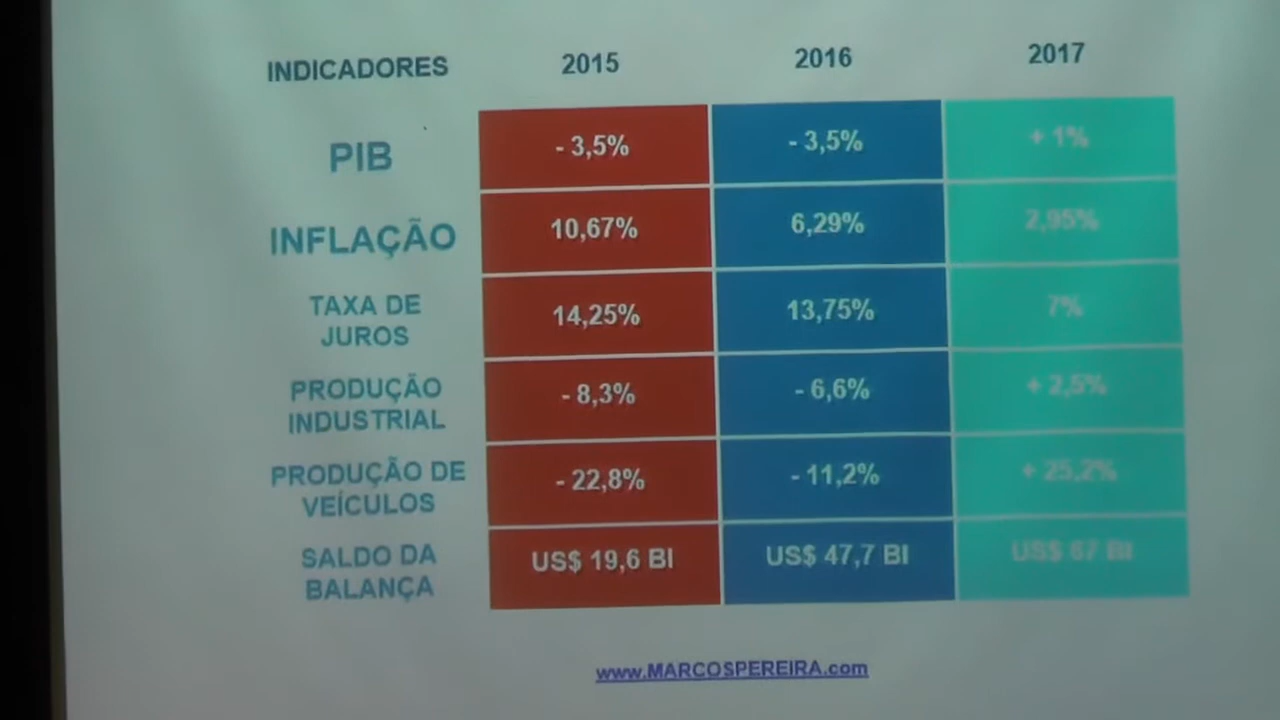 INDICADORES 2015 2016 2017
PIB - 3,5% - 3,5% + 1%
INFLAÇÃO 10,67% 6,29% 2,95%
TAXA DE
JUROS 14,25% 13,75% 7%
PRODUÇÃO
INDUSTRIAL - 8,3% - 6,6% + 2,5%
PRODUÇÃO DE
VEÍCULOS - 22,8% - 11,2% + 25,2%
SALDO DA
BALANÇA US$ 19,6 BI US$ 47,7 BI US$ 67 BI
www.MARCOSPEREIRA.com